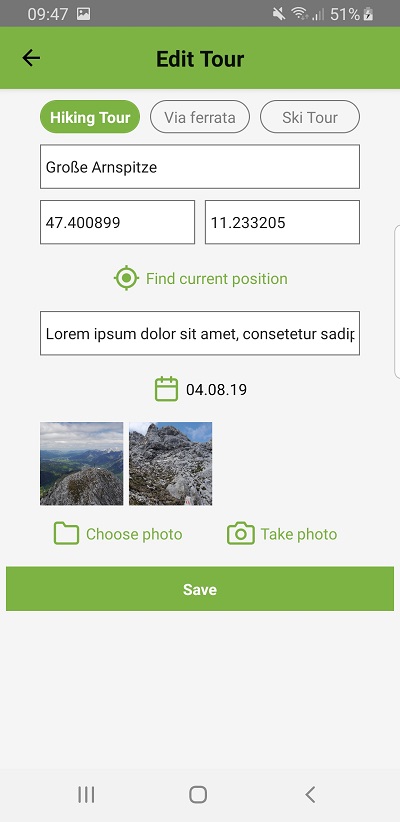 09:47 51%
Edit Tour
Hiking Tour Via ferrata Ski Tour
Große Arnspitze
47.400899 11.233205
Find current position
Lorem ipsum dolor sit amet, consetetur sadip
04.08.19
Choose photo Take photo
Save